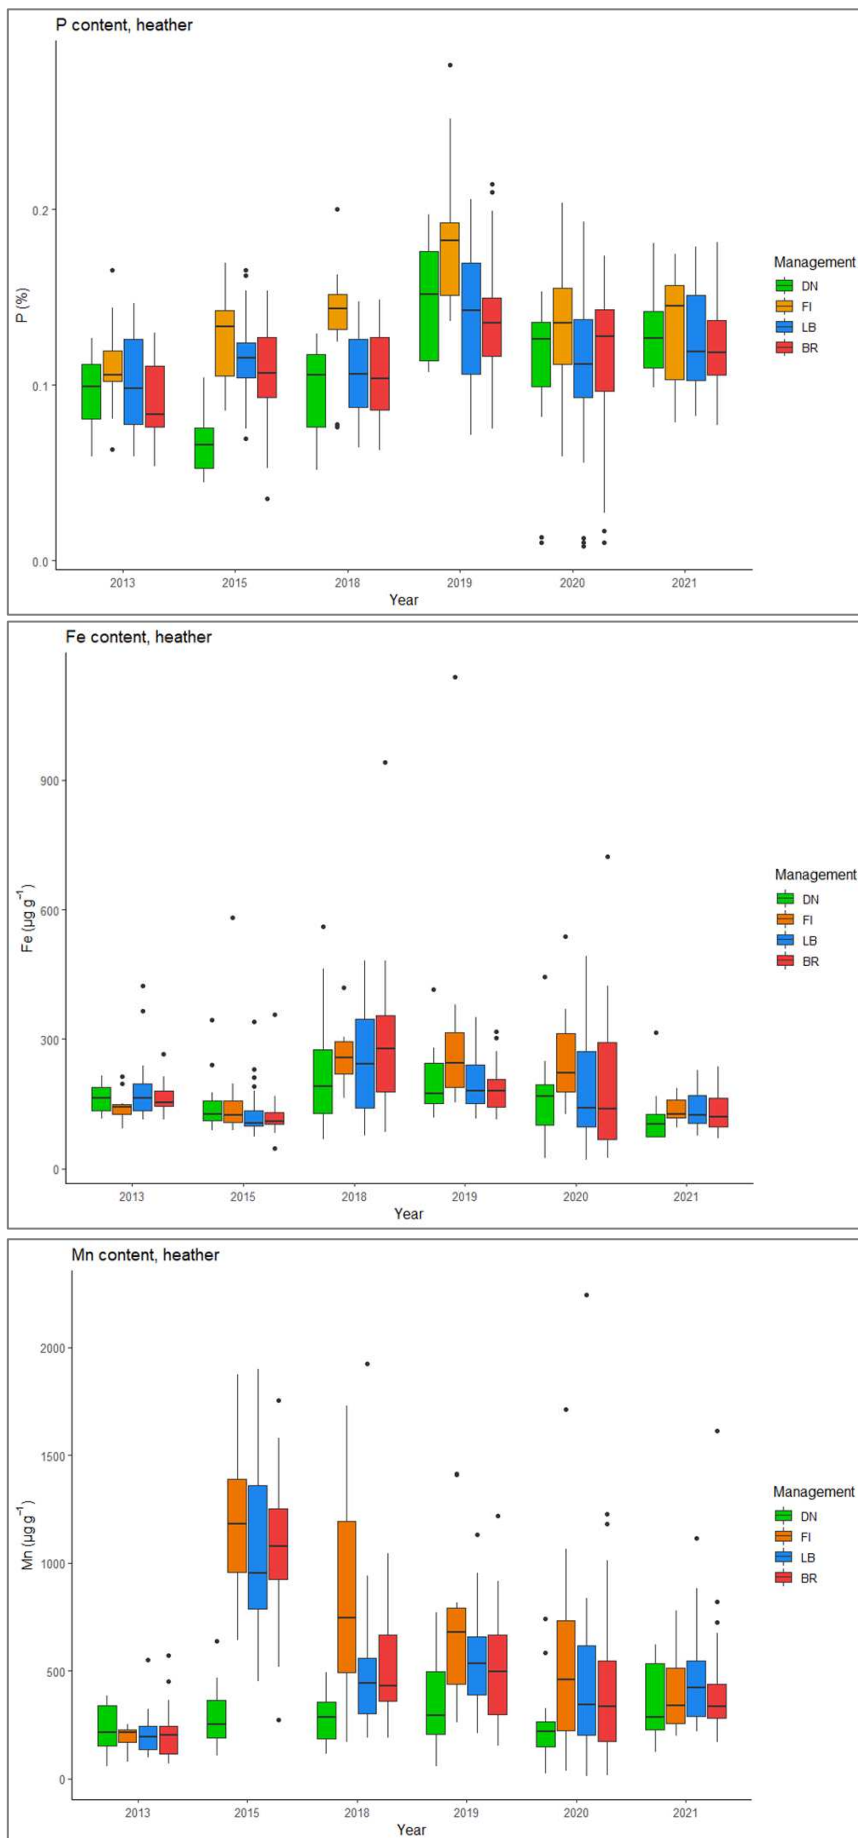 P content, heather
P (%)
0.2
0.1
0.0
2013 2015 2018 2019 2020 2021
Year
Management
DN
FI
LB
BR
Fe content, heather
Fe (µg g⁻¹)
900
600
300
0
2013 2015 2018 2019 2020 2021
Year
Management
DN
FI
LB
BR
Mn content, heather
Mn (µg g⁻¹)
2000
1500
1000
500
0
2013 2015 2018 2019 2020 2021
Year
Management
DN
FI
LB
BR